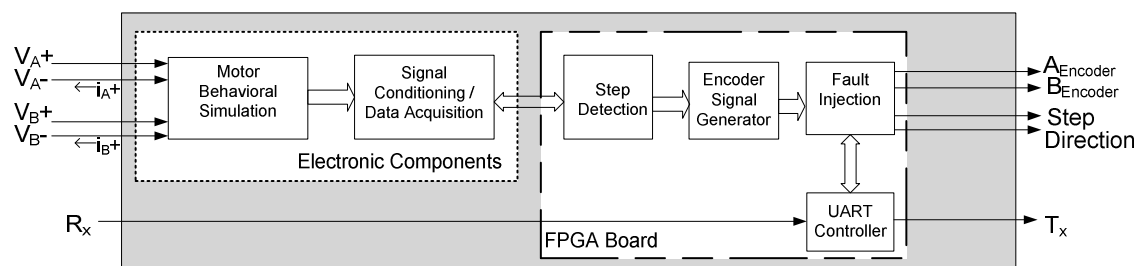 VA+
VA-
iA+
VB+
VB-
iB+
Rx
Motor
Behavioral
Simulation
Signal
Conditioning /
Data Acquisition
Electronic Components
Step
Detection
Encoder
Signal
Generator
Fault
Injection
UART
Controller
FPGA Board
AEncoder
BEncoder
Step
Direction
Tx